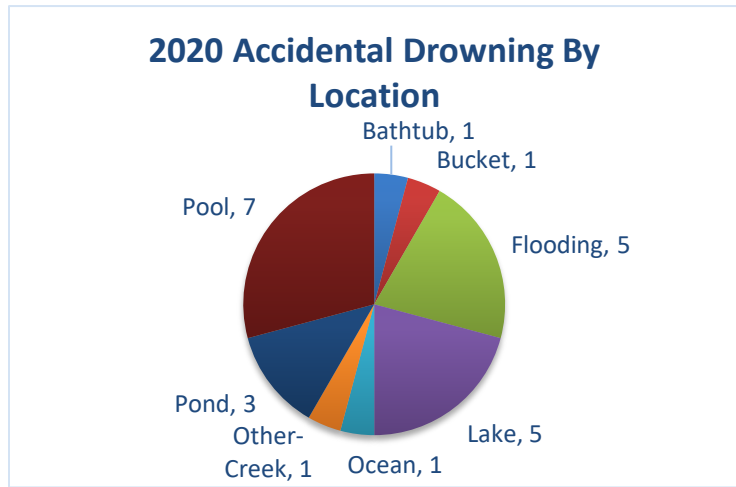 2020 Accidental Drowning By
Location
Bathtub, 1
Bucket, 1
Flooding, 5
Lake, 5
Ocean, 1
Other-
Creek, 1
Pond, 3
Pool, 7